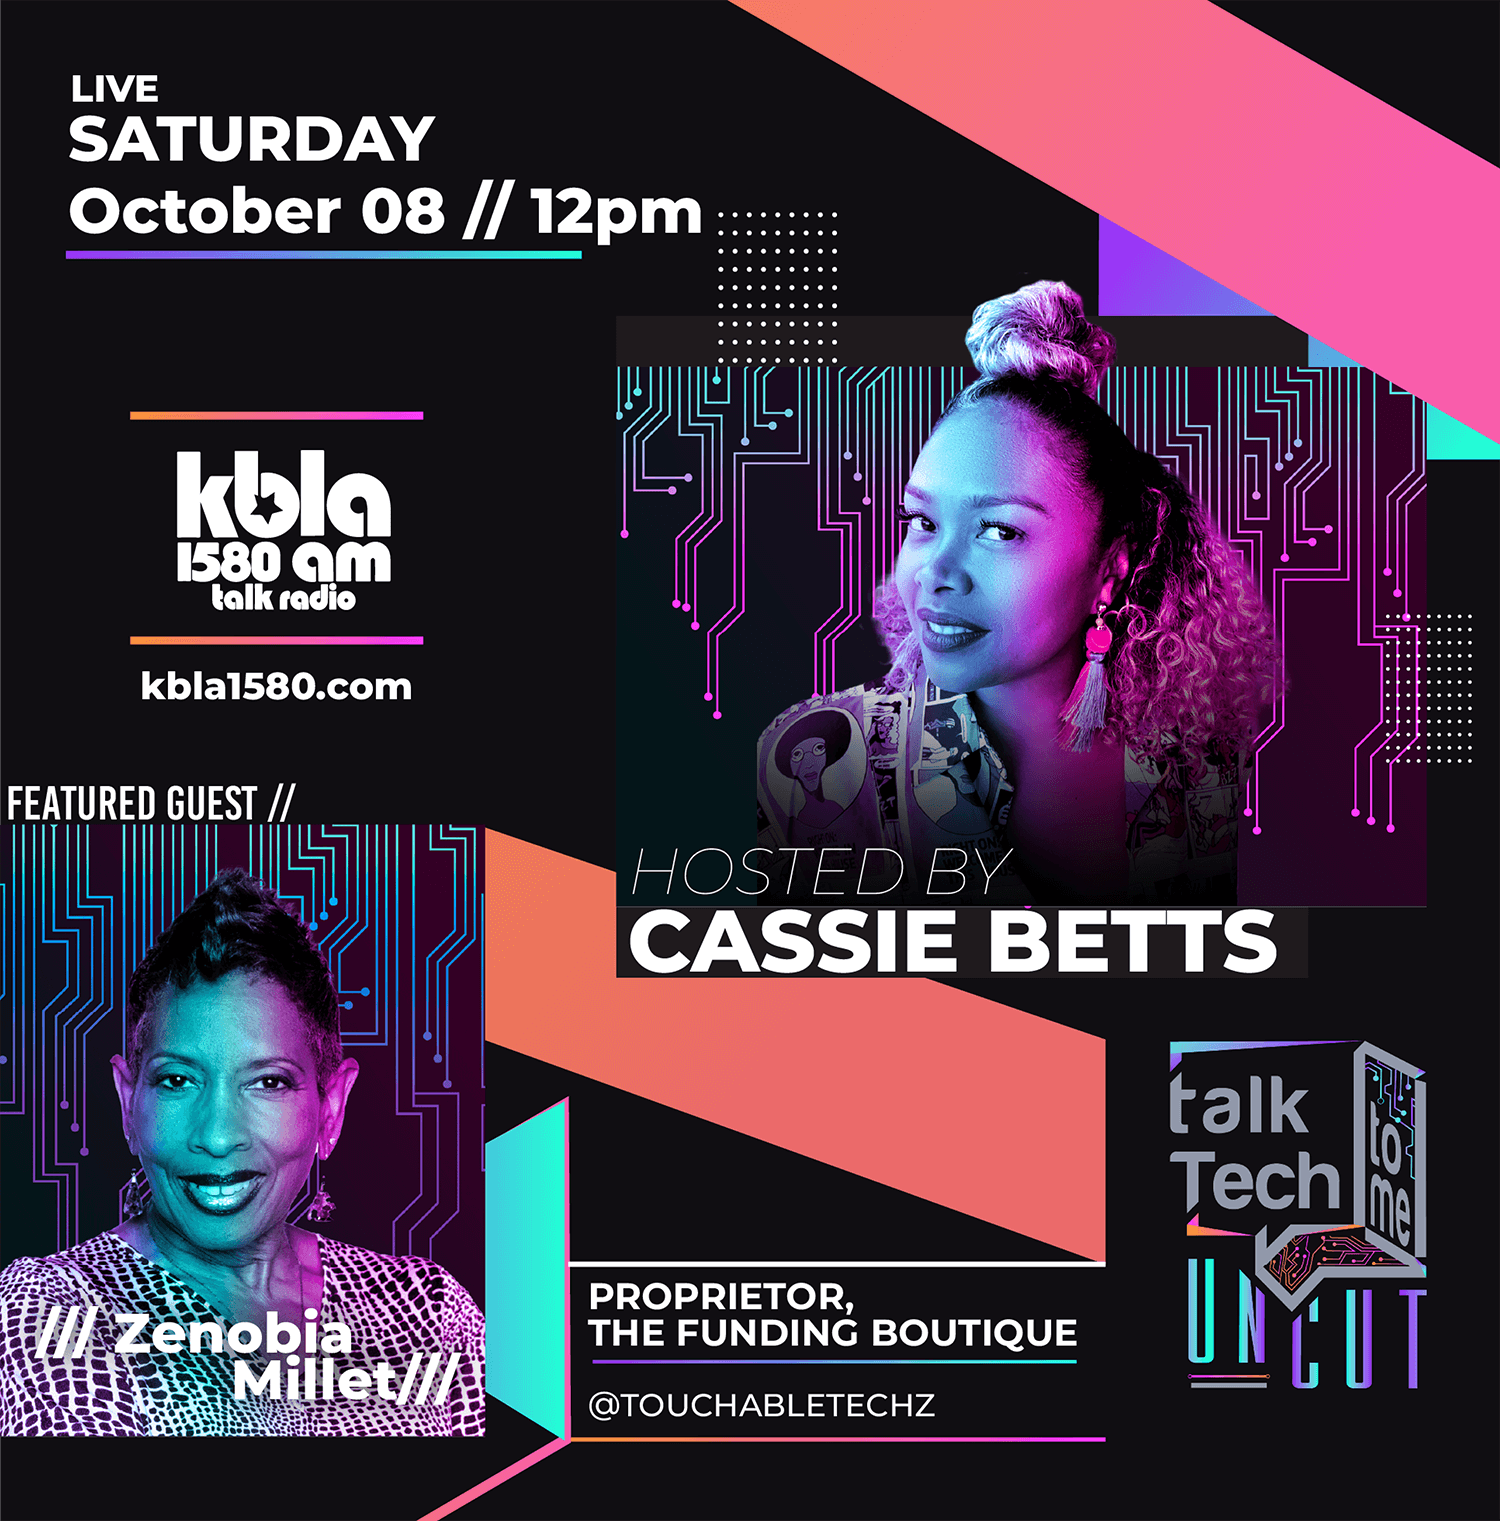 LIVE
SATURDAY
October 08 // 12pm
kbla
1580 am
talk radio
kbla1580.com
HOSTED BY
CASSIE BETTS
FEATURED GUEST //
/// Zenobia
Millet///
PROPRIETOR,
THE FUNDING BOUTIQUE
@TOUCHABLETECHZ
talk
Tech
to
me
UNCUT